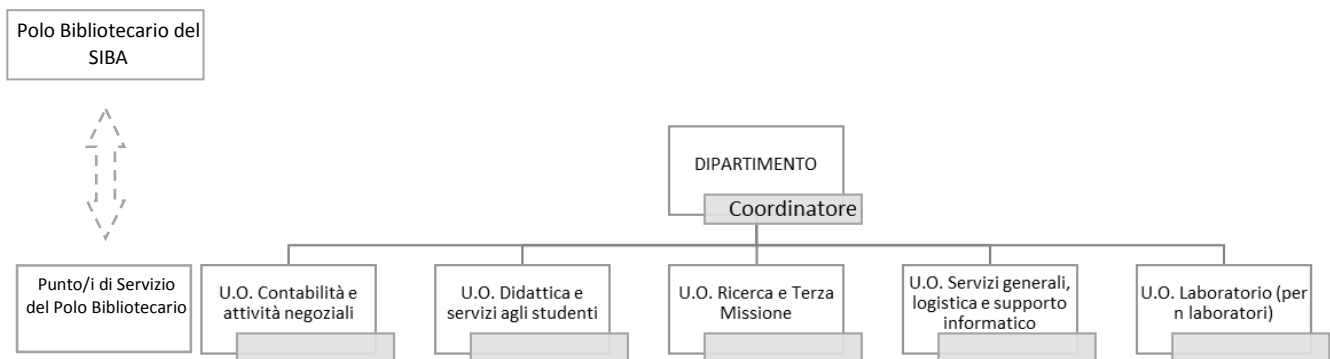 Polo Bibliotecario del
SIBA
DIPARTIMENTO
Coordinatore
Punto/i di Servizio
del Polo Bibliotecario
U.O. Contabilità e
attività negoziali
U.O. Didattica e
servizi agli studenti
U.O. Ricerca e Terza
Missione
U.O. Servizi generali,
logistica e supporto
informatico
U.O. Laboratorio (per
n laboratori)